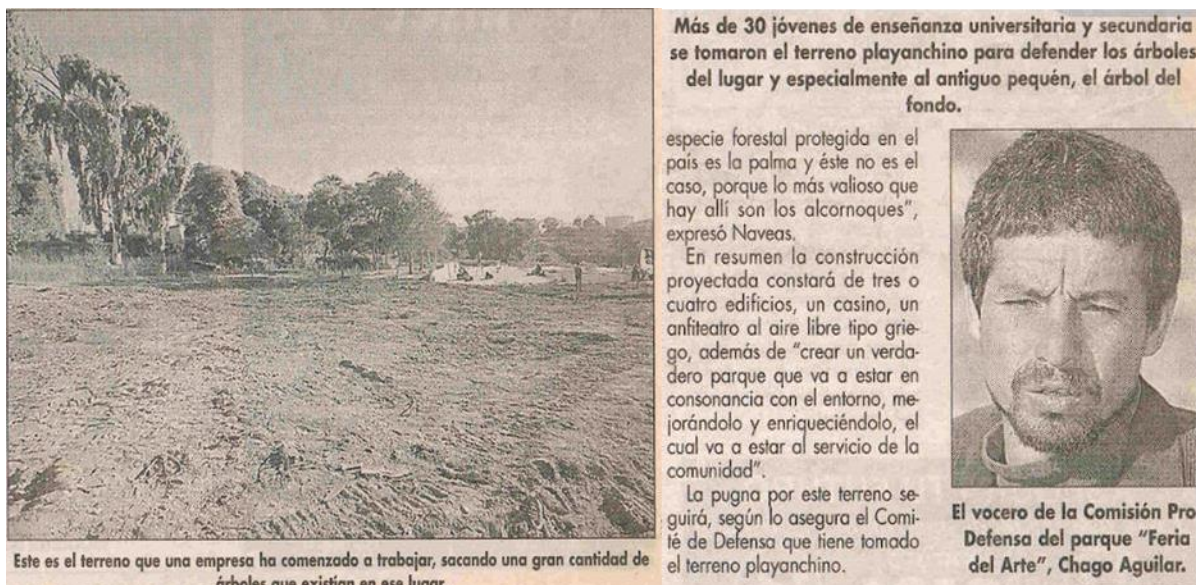 Más de 30 jóvenes de enseñanza universitaria y secundaria
se tomaron el terreno playanchino para defender los árboles
del lugar y especialmente al antiguo pequén, el árbol del
fondo.
especie forestal protegida en el
país es la palma y éste no es el
caso, porque lo más valioso que
hay allí son los alcornoques",
expresó Naveas.
En resumen la construcción
proyectada constará de tres o
cuatro edificios, un casino, un
anfiteatro al aire libre tipo grie-
go, además de "crear un verda-
dero parque que va a estar en
consonancia con el entorno, me-
jorándolo y enriqueciéndolo, el
cual va a estar al servicio de la
comunidad".
La pugna por este terreno se-
guirá, según lo asegura el Comi-
té de Defensa que tiene tomado
el terreno playanchino.
El vocero de la Comisión Pro
Defensa del parque "Feria
del Arte", Chago Aguilar.
Este es el terreno que una empresa ha comenzado a trabajar, sacando una gran cantidad de
árboles que existían en ese lugar